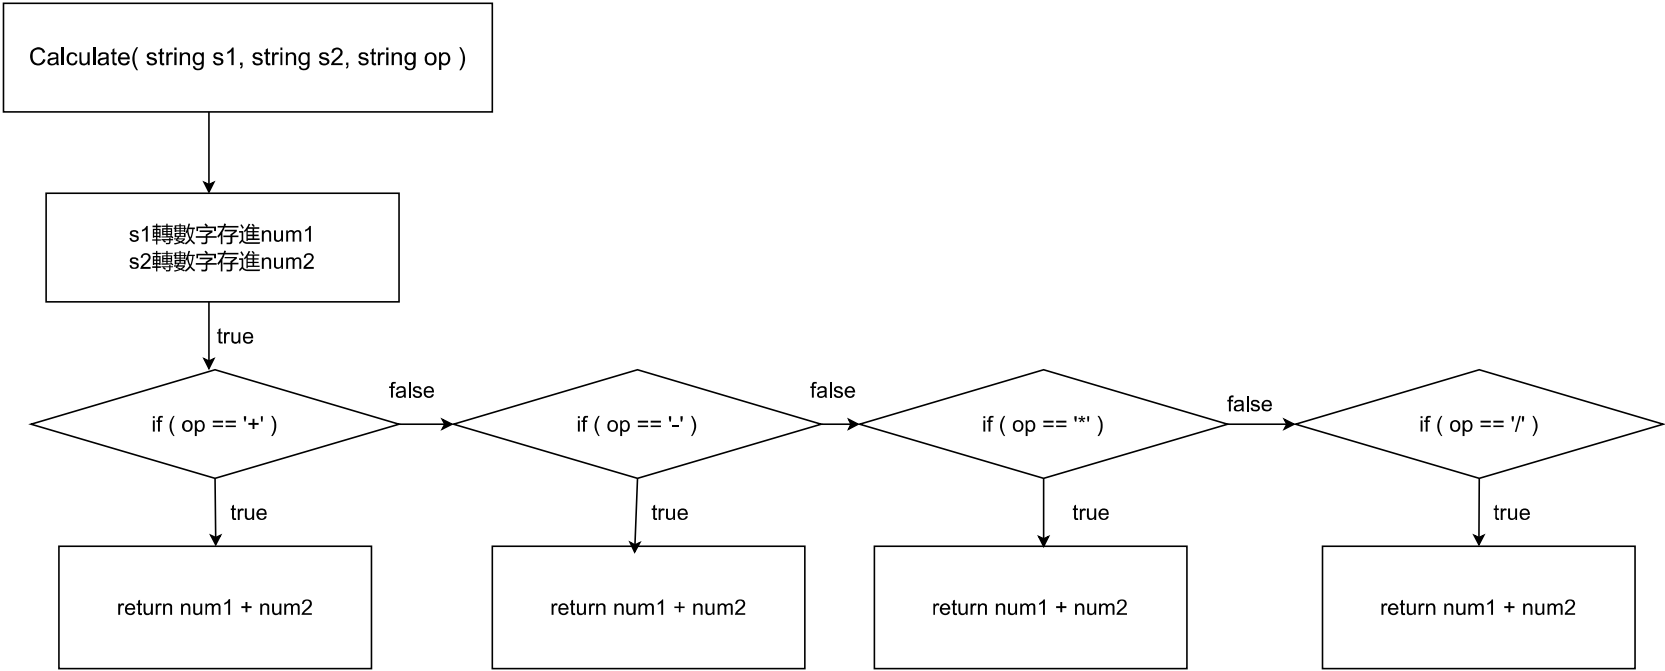 Calculate( string s1, string s2, string op )
s1轉數字存進num1
s2轉數字存進num2
true
false
false
false
if ( op == '+' )
if ( op == '-' )
if ( op == '*' )
if ( op == '/' )
true
true
true
true
return num1 + num2
return num1 + num2
return num1 + num2
return num1 + num2